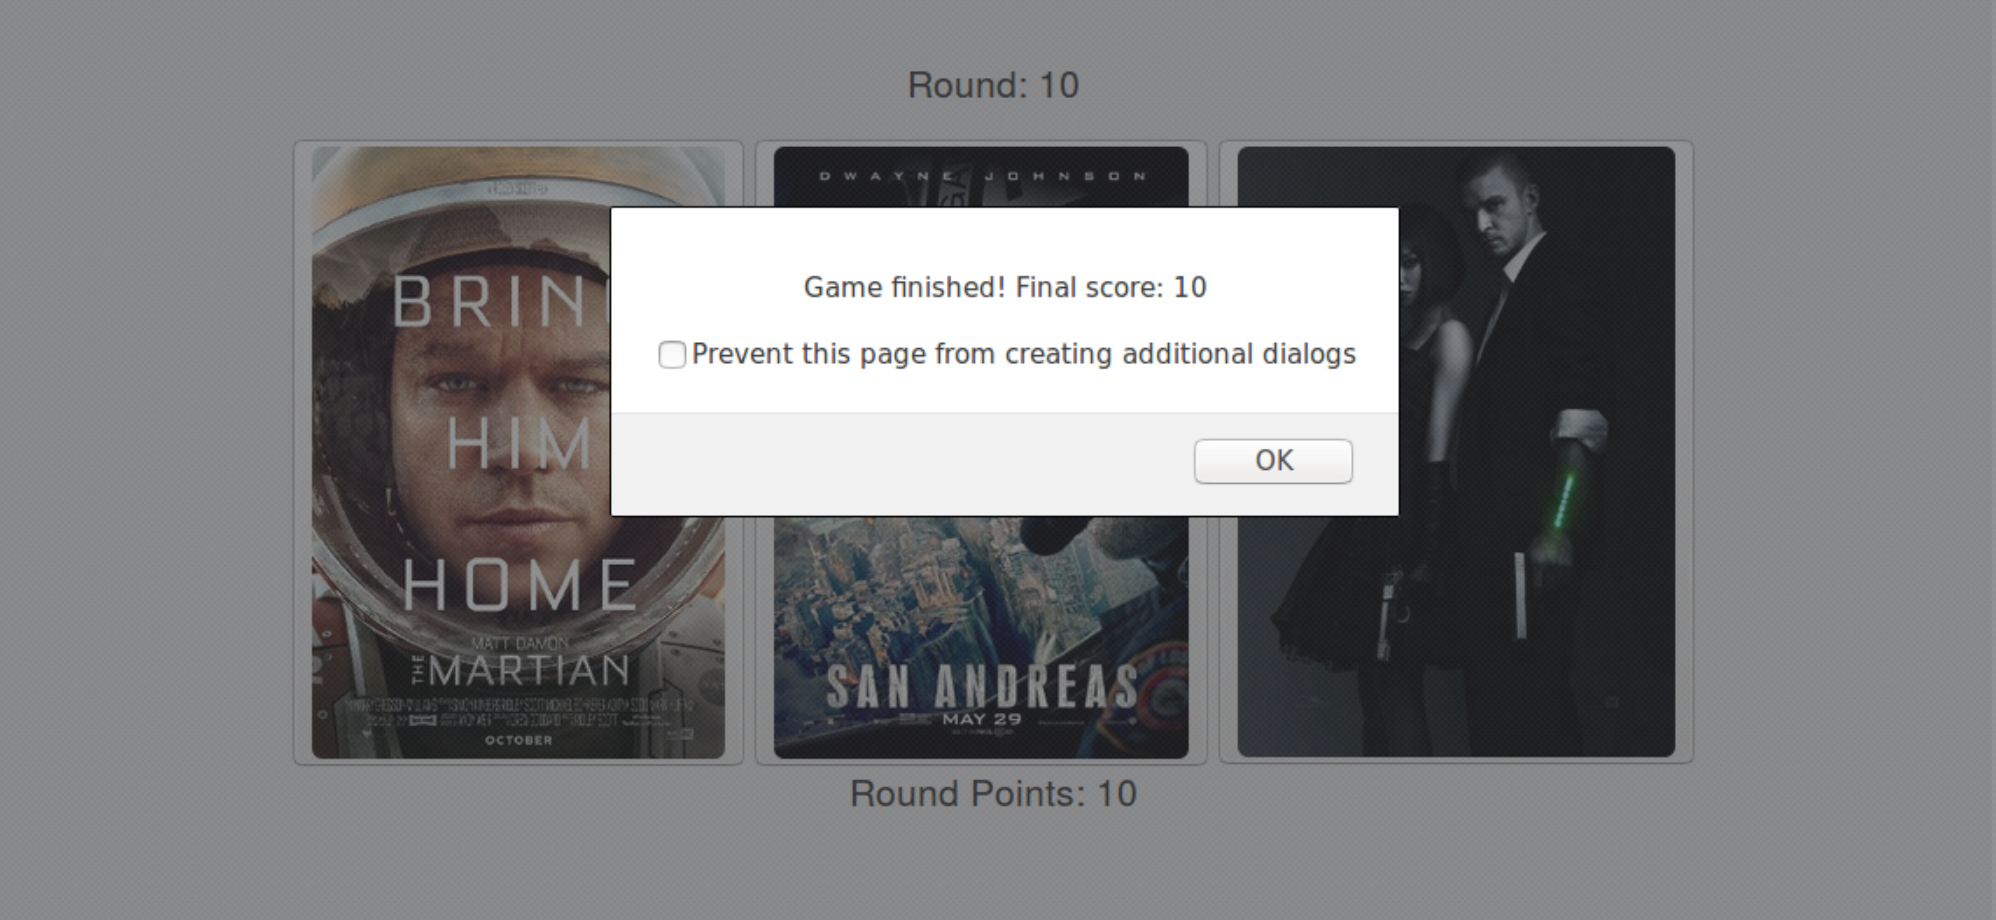 Round: 10
DWAYNE JOHNSON
Game finished! Final score: 10
Prevent this page from creating additional dialogs
OK
BRIN
HIM
HOME
MATT DAMON
THE MARTIAN
OCTOBER
SAN ANDREAS
MAY 29
Round Points: 10